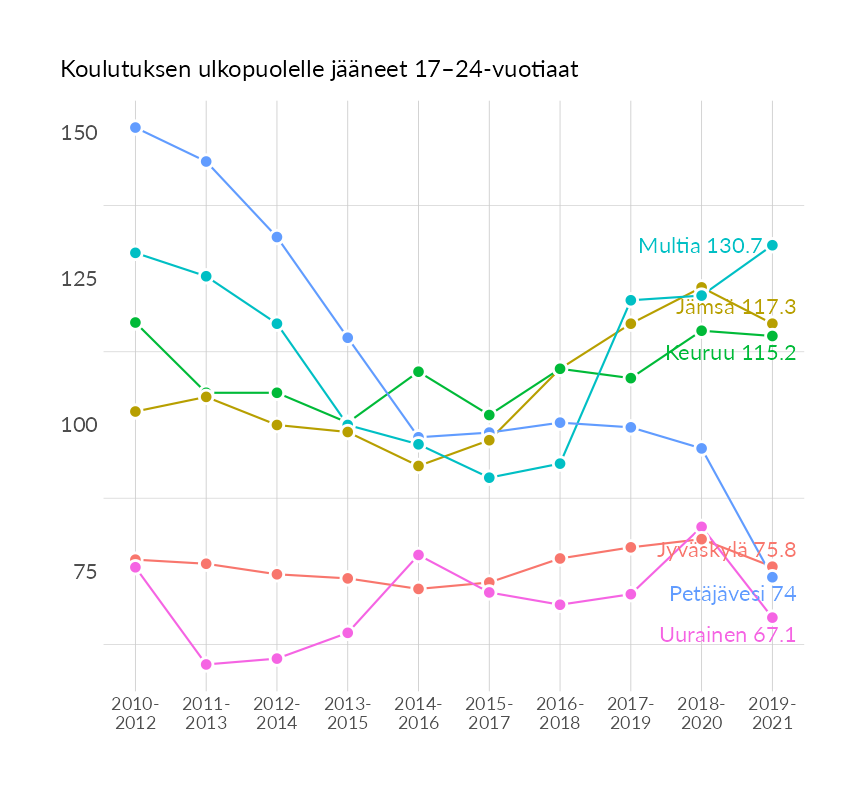 Koulutuksen ulkopuolelle jääneet 17–24-vuotiaat
150
125
100
75
Multia 130.7
Jämsä 117.3
Keuruu 115.2
Jyväskylä 75.8
Petäjävesi 74
Uurainen 67.1
2010- 2011- 2012- 2013- 2014- 2015- 2016- 2017- 2018- 2019-
2012 2013 2014 2015 2016 2017 2018 2019 2020 2021